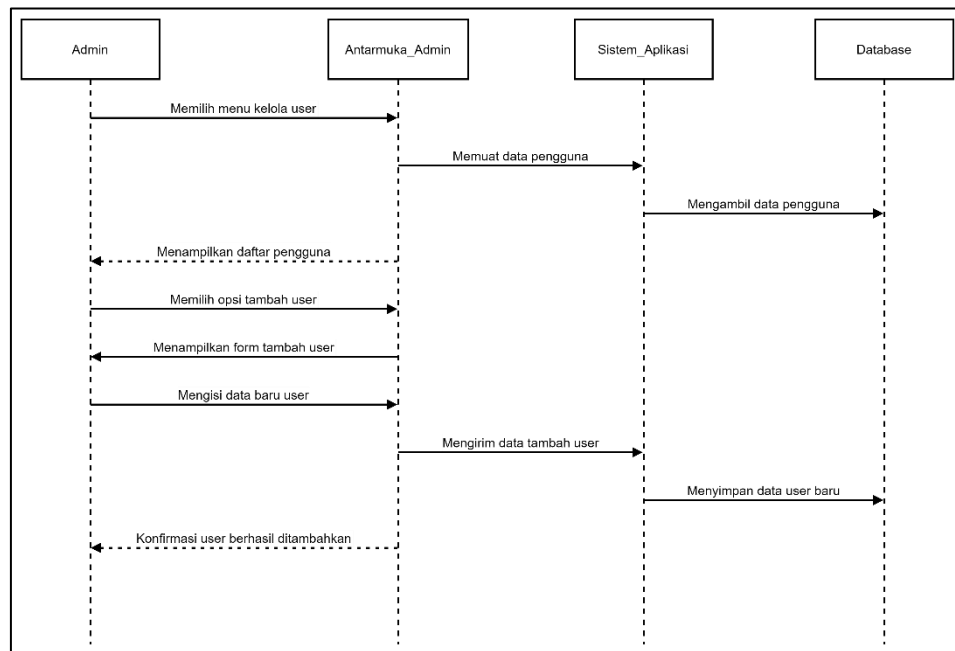 Admin
Antarmuka_Admin
Sistem_Aplikasi
Database
Memilih menu kelola user
Memuat data pengguna
Mengambil data pengguna
Menampilkan daftar pengguna
Memilih opsi tambah user
Menampilkan form tambah user
Mengisi data baru user
Mengirim data tambah user
Menyimpan data user baru
Konfirmasi user berhasil ditambahkan